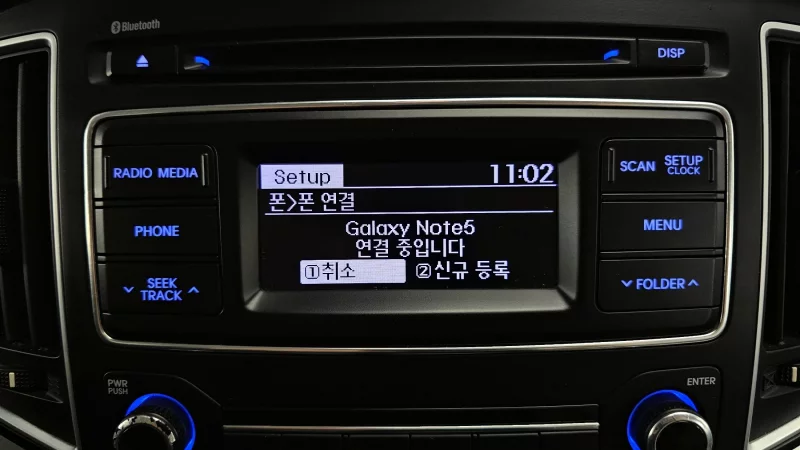 Bluetooth
DISP
RADIO MEDIA
PHONE
SEEK
TRACK
Setup 11:02
폰>폰 연결
Galaxy Note5
연결 중입니다
①취소 ②신규 등록
SCAN SETUP
CLOCK
MENU
FOLDER
PWR
PUSH
ENTER